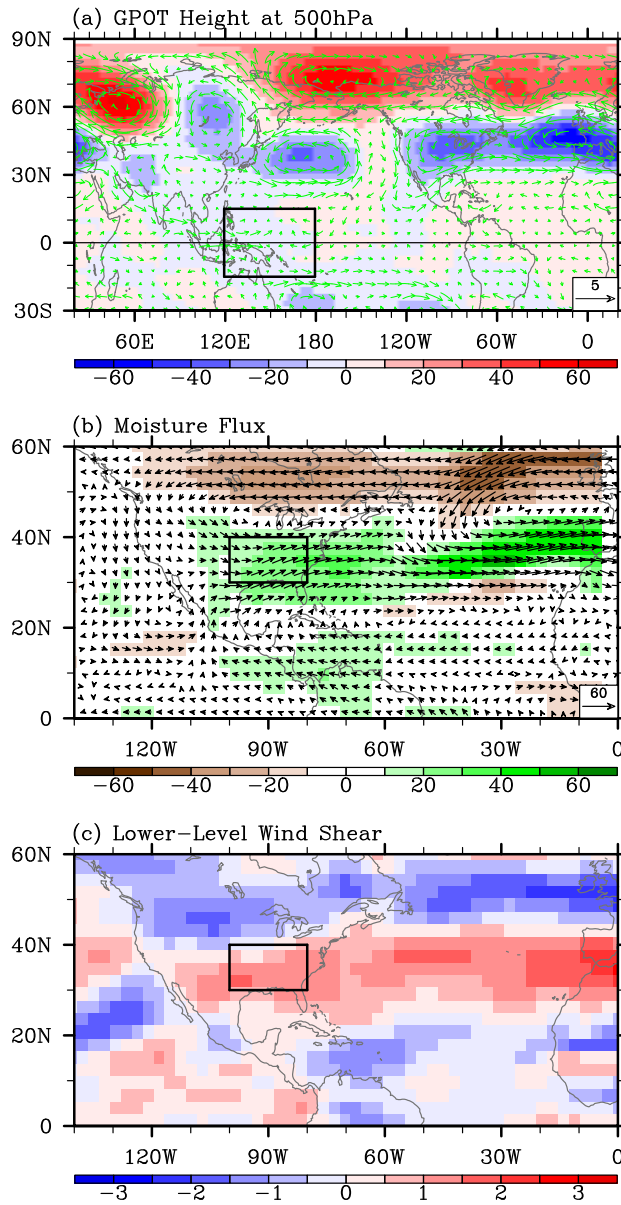 (a) GPOT Height at 500hPa
90N
60N
30N
0
30S
5
60E 120E 180 120W 60W 0
−60 −40 −20 0 20 40 60
(b) Moisture Flux
60N
40N
20N
0
60
120W 90W 60W 30W 0
−60 −40 −20 0 20 40 60
(c) Lower−Level Wind Shear
60N
40N
20N
0
120W 90W 60W 30W 0
−3 −2 −1 0 1 2 3